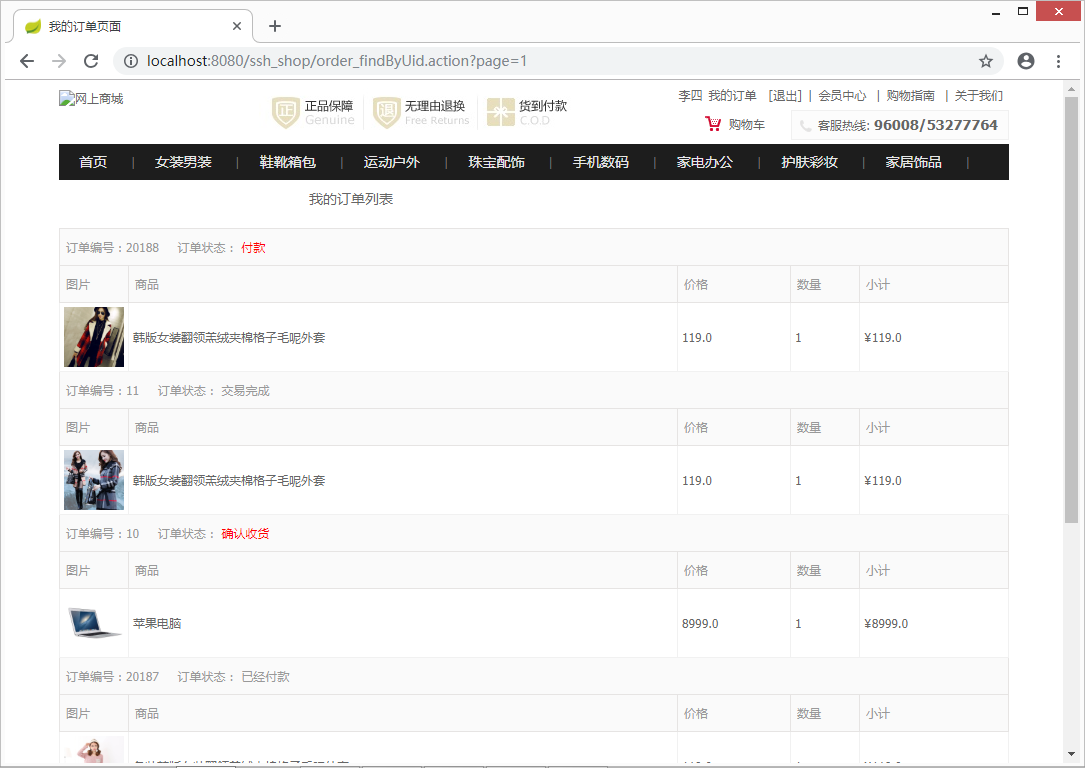 我的订单页面
localhost:8080/ssh_shop/order_findByUid.action?page=1
网上商城
正品保障
Genuine
无理由退换
Free Returns
货到付款
C.O.D
李四 我的订单 [退出] | 会员中心 | 购物指南 | 关于我们
购物车
客服热线: 96008/53277764
首页 | 女装男装 | 鞋靴箱包 | 运动户外 | 珠宝配饰 | 手机数码 | 家电办公 | 护肤彩妆 | 家居饰品 |
我的订单列表
订单编号：20188 订单状态： 付款
图片 商品 价格 数量 小计
韩版女装翻领羔绒夹棉格子毛呢外套 119.0 1 ¥119.0
订单编号：11 订单状态： 交易完成
图片 商品 价格 数量 小计
韩版女装翻领羔绒夹棉格子毛呢外套 119.0 1 ¥119.0
订单编号：10 订单状态： 确认收货
图片 商品 价格 数量 小计
苹果电脑 8999.0 1 ¥8999.0
订单编号：20187 订单状态： 已经付款
图片 商品 价格 数量 小计